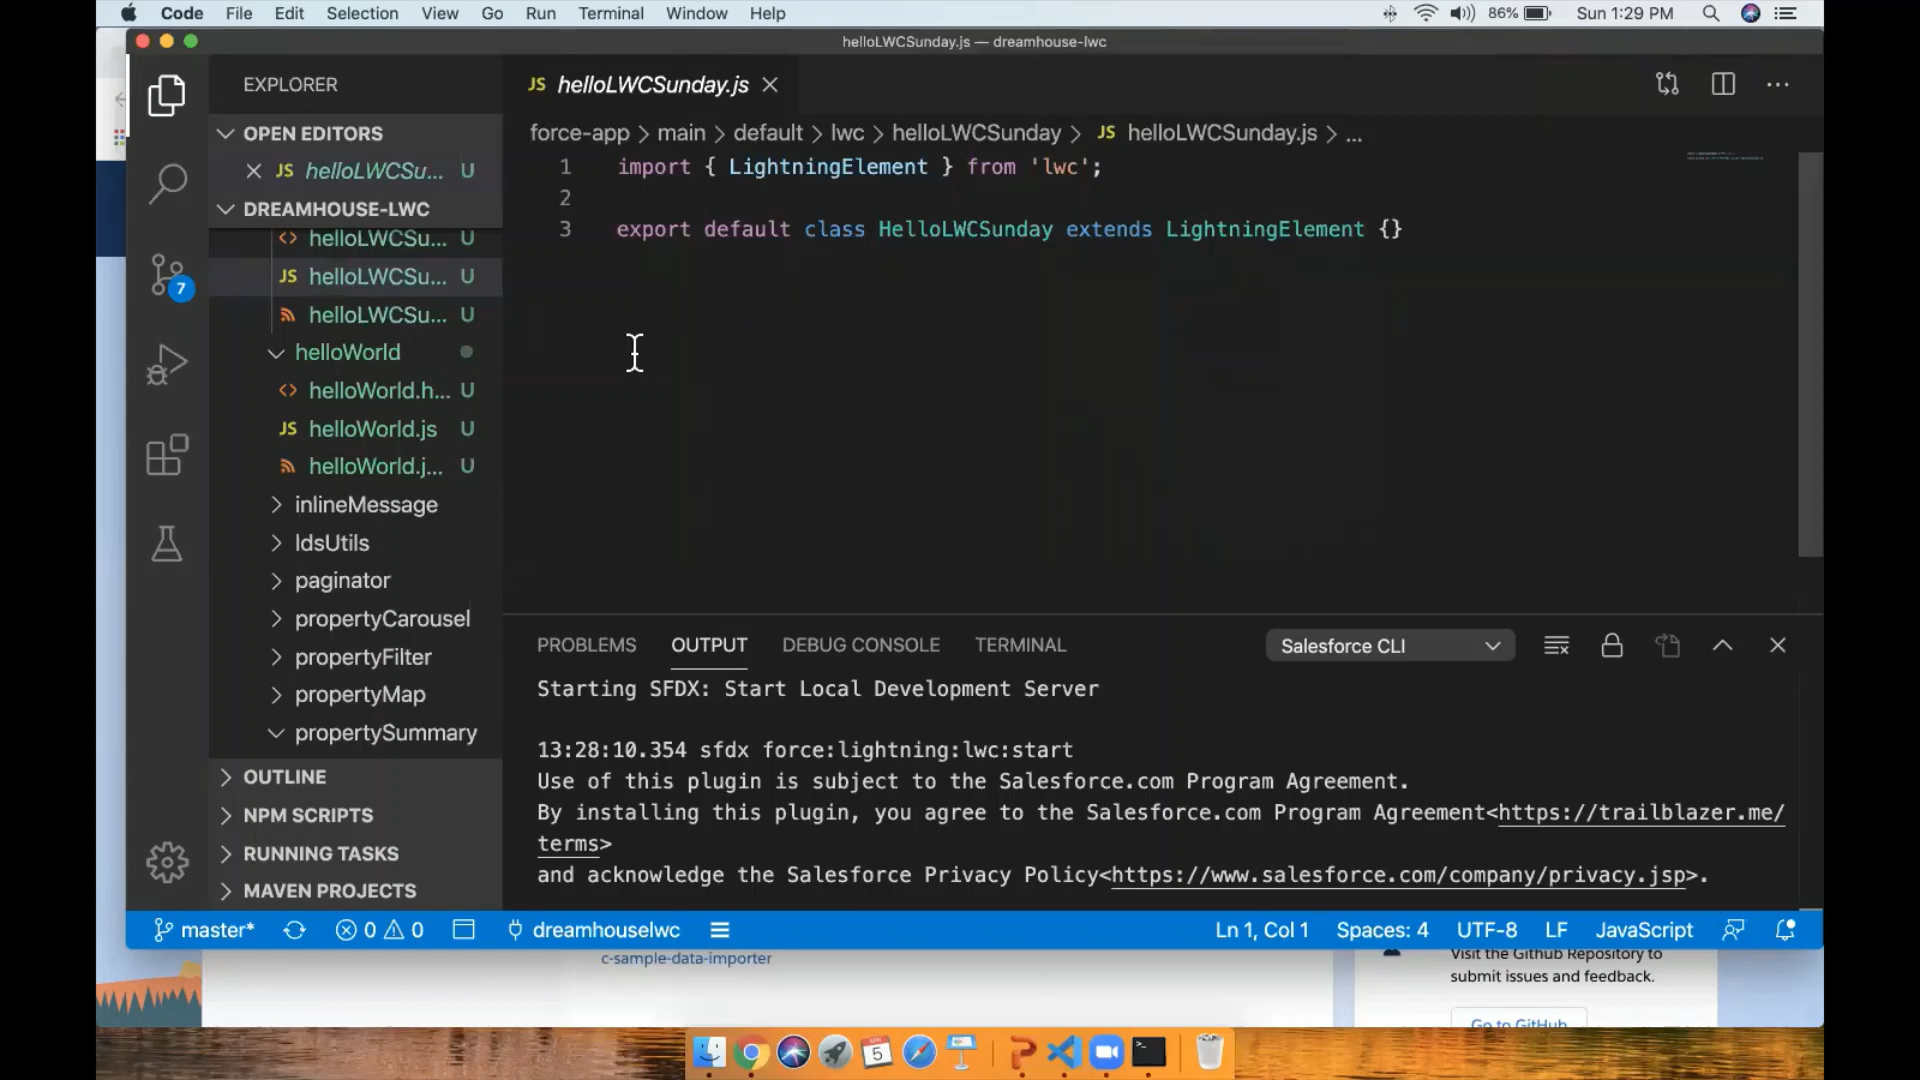 Code File Edit Selection View Go Run Terminal Window Help 86% Sun 1:29 PM
helloLWCSunday.js — dreamhouse-lwc
EXPLORER
JS helloLWCSunday.js
OPEN EDITORS
force-app > main > default > lwc > helloLWCSunday > JS helloLWCSunday.js > ...
JS helloLWCSu... U
DREAMHOUSE-LWC
1 import { LightningElement } from 'lwc';
2
3 export default class HelloLWCSunday extends LightningElement {}
<> helloLWCSu... U
JS helloLWCSu... U
7
helloLWCSu... U
helloWorld
<> helloWorld.h... U
JS helloWorld.js U
helloWorld.j... U
inlineMessage
ldsUtils
paginator
propertyCarousel
propertyFilter
propertyMap
propertySummary
OUTLINE
NPM SCRIPTS
RUNNING TASKS
MAVEN PROJECTS
PROBLEMS OUTPUT DEBUG CONSOLE TERMINAL Salesforce CLI
Starting SFDX: Start Local Development Server
13:28:10.354 sfdx force:lightning:lwc:start
Use of this plugin is subject to the Salesforce.com Program Agreement.
By installing this plugin, you agree to the Salesforce.com Program Agreement<https://trailblazer.me/
terms>
and acknowledge the Salesforce Privacy Policy<https://www.salesforce.com/company/privacy.jsp>.
master* 0 0 dreamhouselwc Ln 1, Col 1 Spaces: 4 UTF-8 LF JavaScript
c-sample-data-importer
Visit the Github Repository to
submit issues and feedback.
Go to GitHub
5